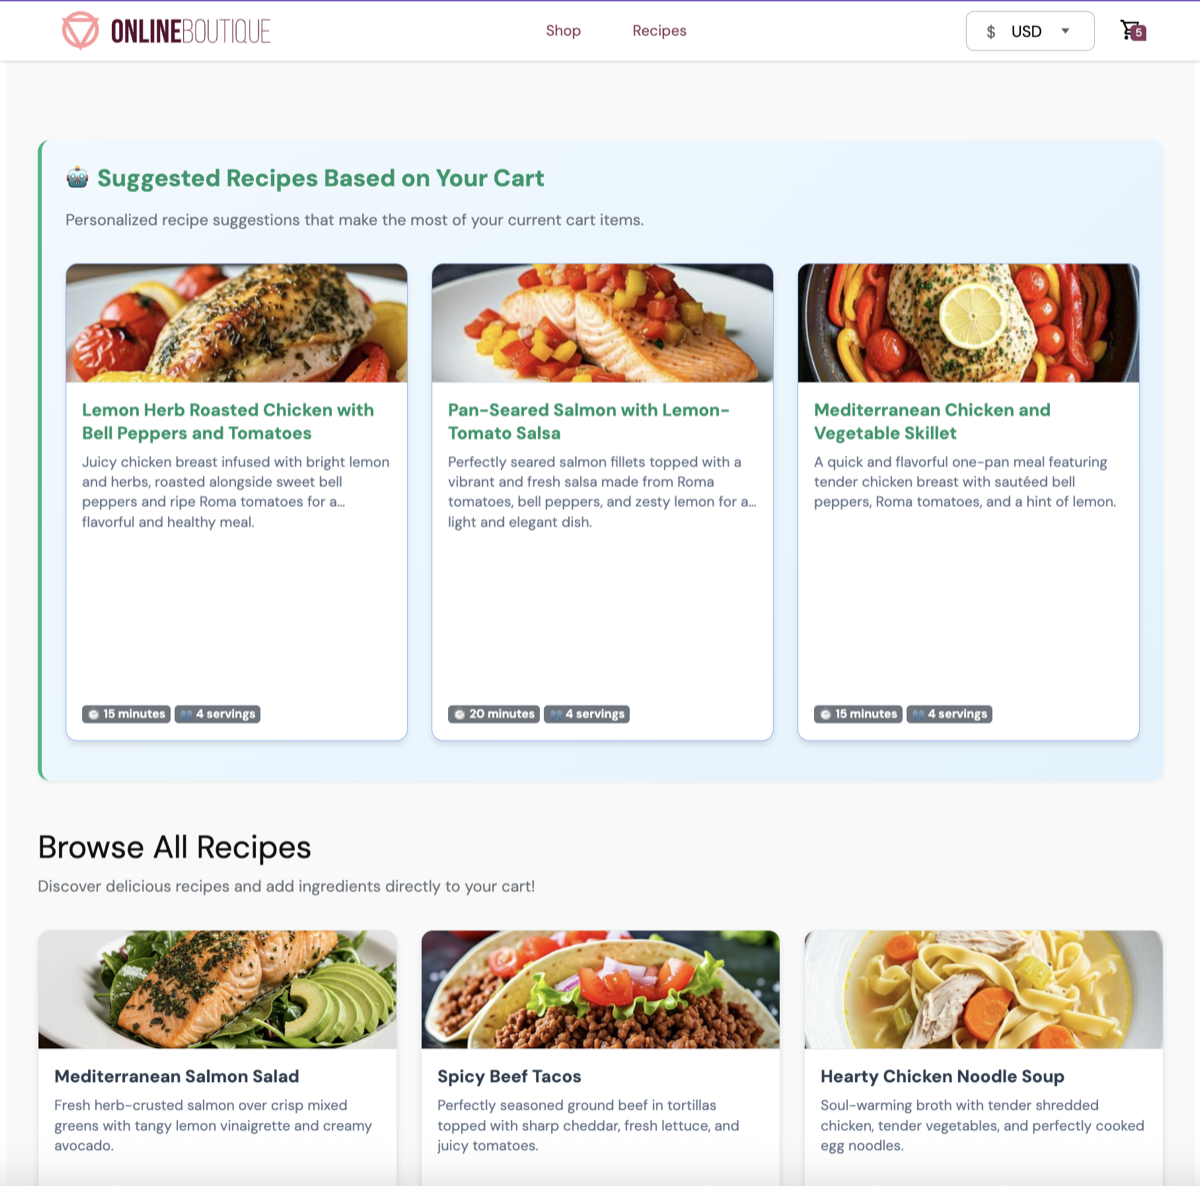 ONLINEBOUTIQUE
Shop
Recipes
$ USD
5
Suggested Recipes Based on Your Cart
Personalized recipe suggestions that make the most of your current cart items.
Lemon Herb Roasted Chicken with
Bell Peppers and Tomatoes
Juicy chicken breast infused with bright lemon
and herbs, roasted alongside sweet bell
peppers and ripe Roma tomatoes for a...
flavorful and healthy meal.
15 minutes
4 servings
Pan-Seared Salmon with Lemon-
Tomato Salsa
Perfectly seared salmon fillets topped with a
vibrant and fresh salsa made from Roma
tomatoes, bell peppers, and zesty lemon for a...
light and elegant dish.
20 minutes
4 servings
Mediterranean Chicken and
Vegetable Skillet
A quick and flavorful one-pan meal featuring
tender chicken breast with sautéed bell
peppers, Roma tomatoes, and a hint of lemon.
15 minutes
4 servings
Browse All Recipes
Discover delicious recipes and add ingredients directly to your cart!
Mediterranean Salmon Salad
Fresh herb-crusted salmon over crisp mixed
greens with tangy lemon vinaigrette and creamy
avocado.
Spicy Beef Tacos
Perfectly seasoned ground beef in tortillas
topped with sharp cheddar, fresh lettuce, and
juicy tomatoes.
Hearty Chicken Noodle Soup
Soul-warming broth with tender shredded
chicken, tender vegetables, and perfectly cooked
egg noodles.